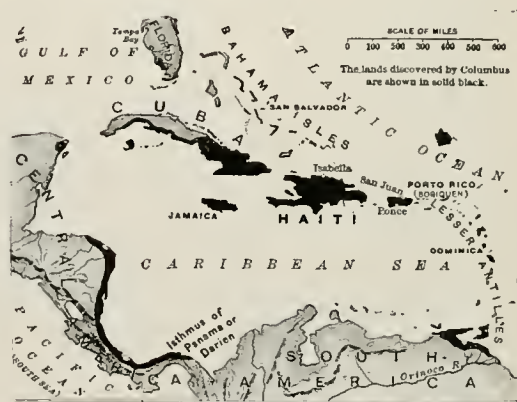 SCALE OF MILES
0 100 200 300 400 500 600
The lands discovered by Columbus
are shown in solid black.
Tampa
Bay
FLORIDA
GULF OF
MEXICO
BAHAMA ISLES
ATLANTIC OCEAN
CUBA
SAN SALVADOR
Isabella
San Juan
PORTO RICO
(BORIQUEN)
Ponce
JAMAICA
HAITI
LESSER ANTILLES
DOMINICA
CENTRAL
AMERICA
CARIBBEAN SEA
PACIFIC
OCEAN
(SOUTH SEA)
Isthmus of
Panama or
Darien
SOUTH
AMERICA
Orinoco R.